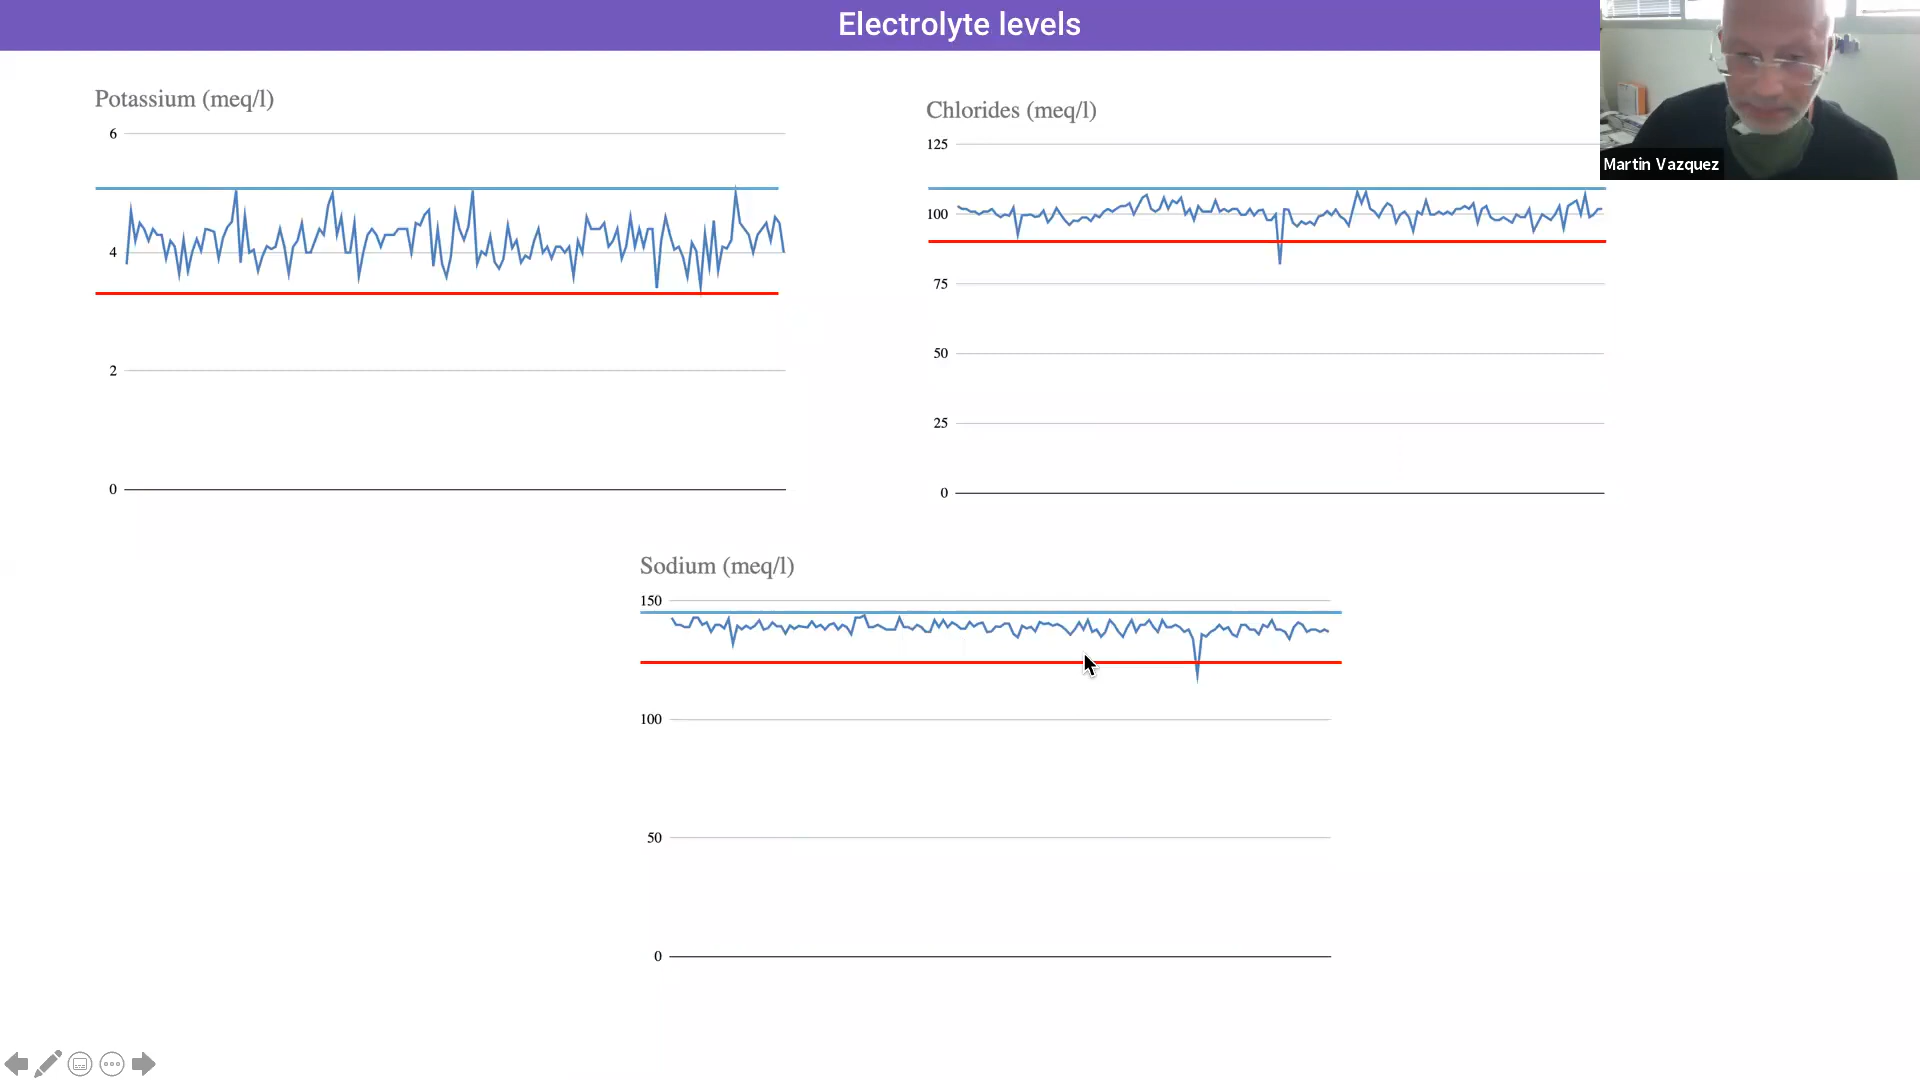 Electrolyte levels
Potassium (meq/l)
6
4
2
0
Chlorides (meq/l)
125
100
75
50
25
0
Martin Vazquez
Sodium (meq/l)
150
100
50
0